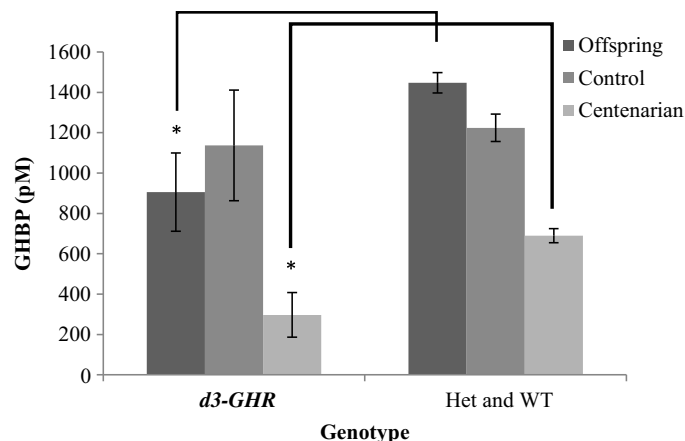 1600
1400
1200
1000
800
600
400
200
0
GHBP (pM)
*
*
Offspring
Control
Centenarian
d3-GHR
Het and WT
Genotype